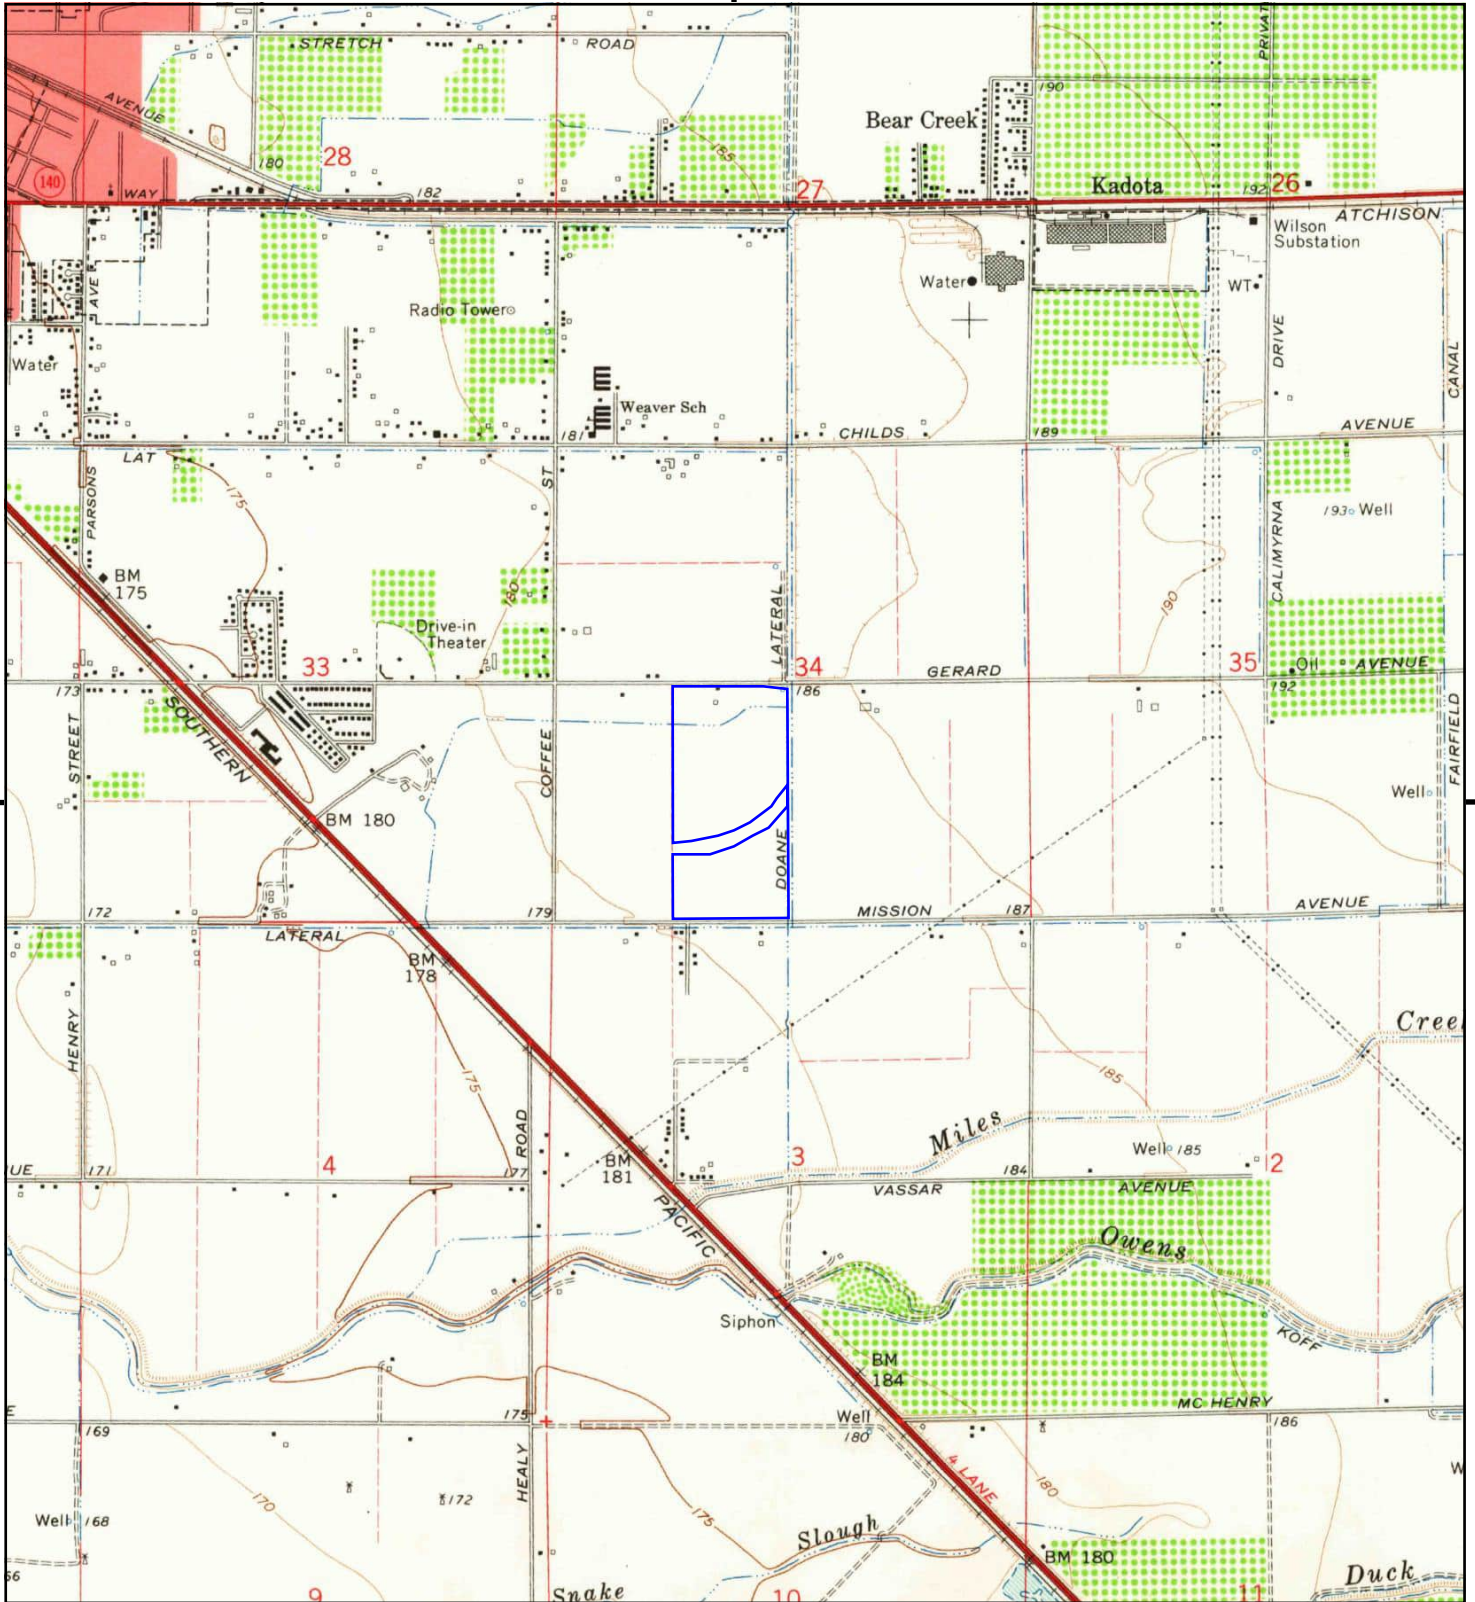 STRETCH
ROAD
PRIVAT
AVENUE
190
Bear Creek
180
28
185
140
WAY
182
27
Kadota
192
26
ATCHISON
Wilson
Substation
AVE
Water
WT
Radio Tower
DRIVE
CANAL
Water
Weaver Sch
181
CHILDS
189
AVENUE
LAT
PARSONS
175
ST
CALIMYRNA
193
Well
BM
175
180
LATERAL
190
Drive-in
Theater
33
34
35
Oil
AVENUE
GERARD
173
186
192
SOUTHERN
STREET
COFFEE
FAIRFIELD
Well
BM 180
DOANE
172
179
MISSION
187
AVENUE
LATERAL
BM
178
HENRY
Cree
175
185
ROAD
Miles
UE
171
4
177
BM
181
3
Well
185
2
184
VASSAR
AVENUE
PACIFIC
Owens
Siphon
KOFF
BM
184
MC HENRY
E
169
175
Well
180
186
HEALY
4 LANE
W
170
172
175
180
Well
168
Slough
BM 180
66
Duck
9
Snake
10
11